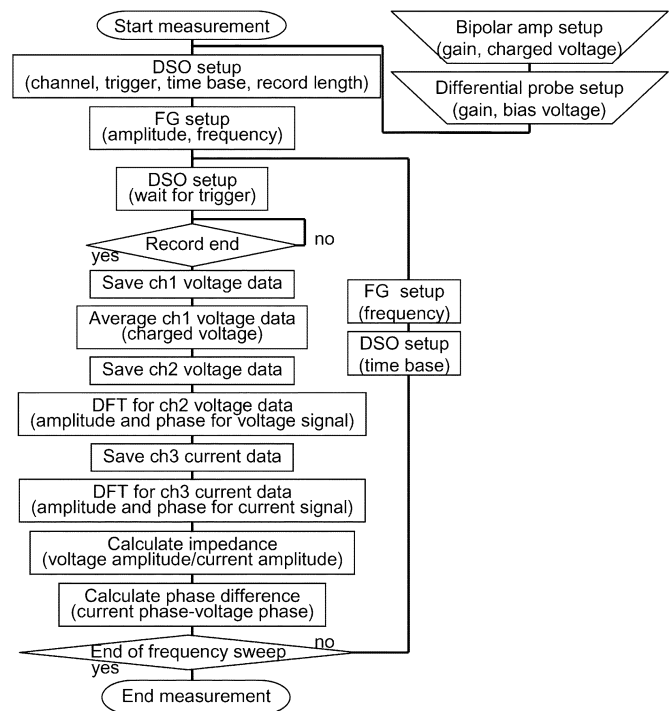 Start measurement
Bipolar amp setup
(gain, charged voltage)
Differential probe setup
(gain, bias voltage)
DSO setup
(channel, trigger, time base, record length)
FG setup
(amplitude, frequency)
DSO setup
(wait for trigger)
Record end
no
yes
Save ch1 voltage data
Average ch1 voltage data
(charged voltage)
Save ch2 voltage data
DFT for ch2 voltage data
(amplitude and phase for voltage signal)
Save ch3 current data
DFT for ch3 current data
(amplitude and phase for current signal)
Calculate impedance
(voltage amplitude/current amplitude)
Calculate phase difference
(current phase-voltage phase)
End of frequency sweep
no
yes
End measurement
FG setup
(frequency)
DSO setup
(time base)